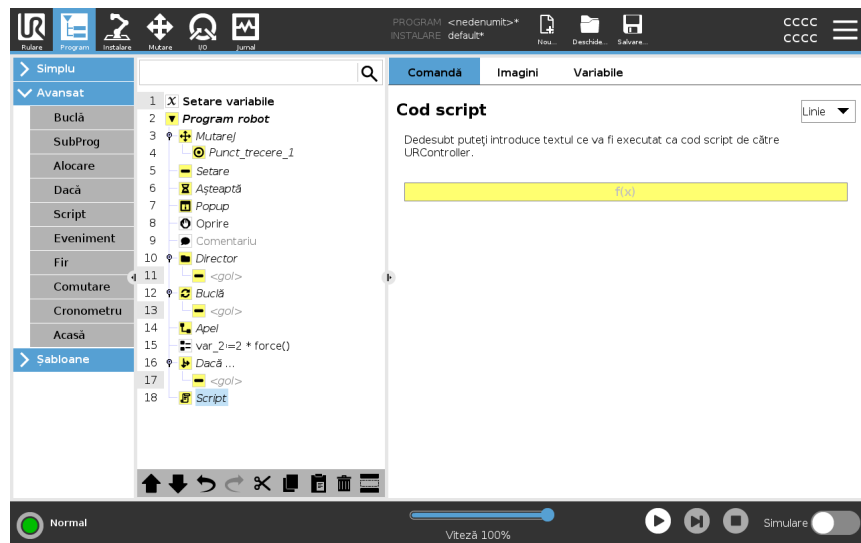 UR
PROGRAM <nedenumit>*
INSTALARE default*
Rulare Program Instalare Mutare I/O Jurnal
Nou... Deschide... Salvare...
CCCC
CCCC
Simplu
Avansat
Buclă
SubProg
Alocare
Dacă
Script
Eveniment
Fir
Comutare
Cronometru
Acasă
Șabloane
1 X Setare variabile
2 Program robot
3 MutareJ
4 Punct_trecere_1
5 Setare
6 Așteaptă
7 Popup
8 Oprire
9 Comentariu
10 Director
11 <gol>
12 Buclă
13 <gol>
14 Apel
15 var_2≔2 * force()
16 Dacă ...
17 <gol>
18 Script
Comandă Imagini Variabile
Cod script
Linie
Dedesubt puteți introduce textul ce va fi executat ca cod script de către
URController.
f(x)
Normal
Viteză 100%
Simulare